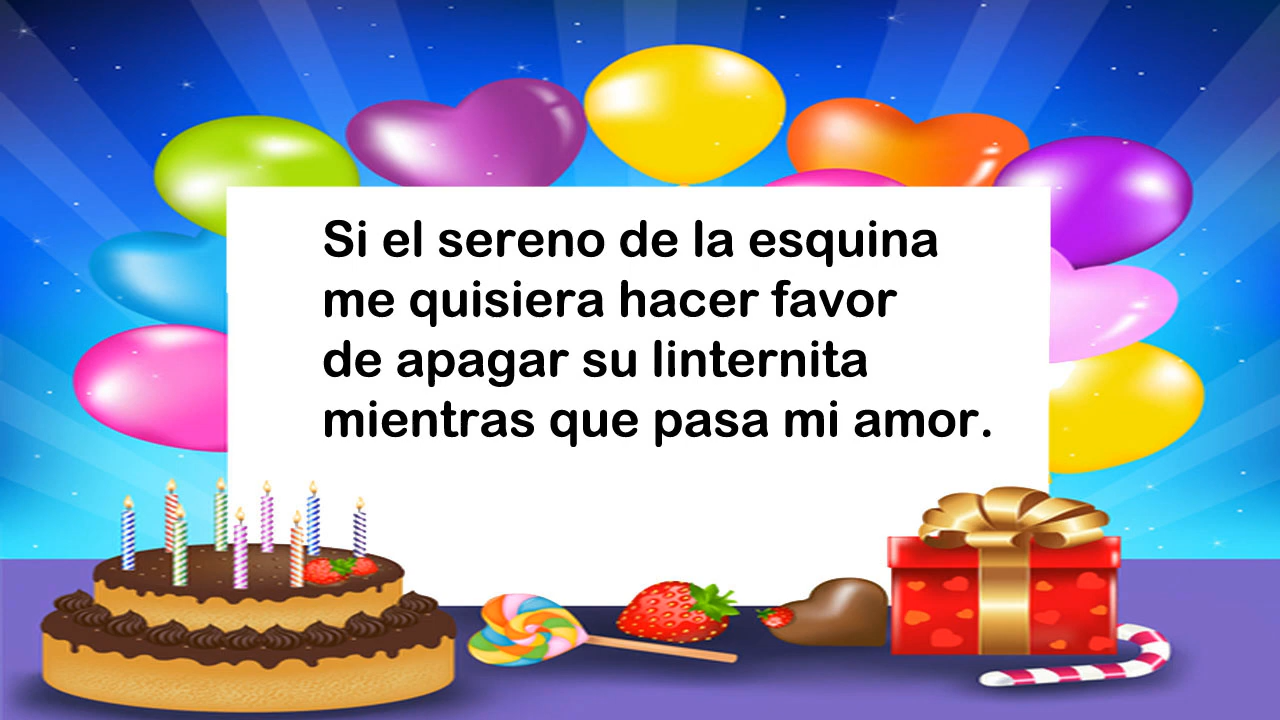 Si el sereno de la esquina
me quisiera hacer favor
de apagar su linternita
mientras que pasa mi amor.